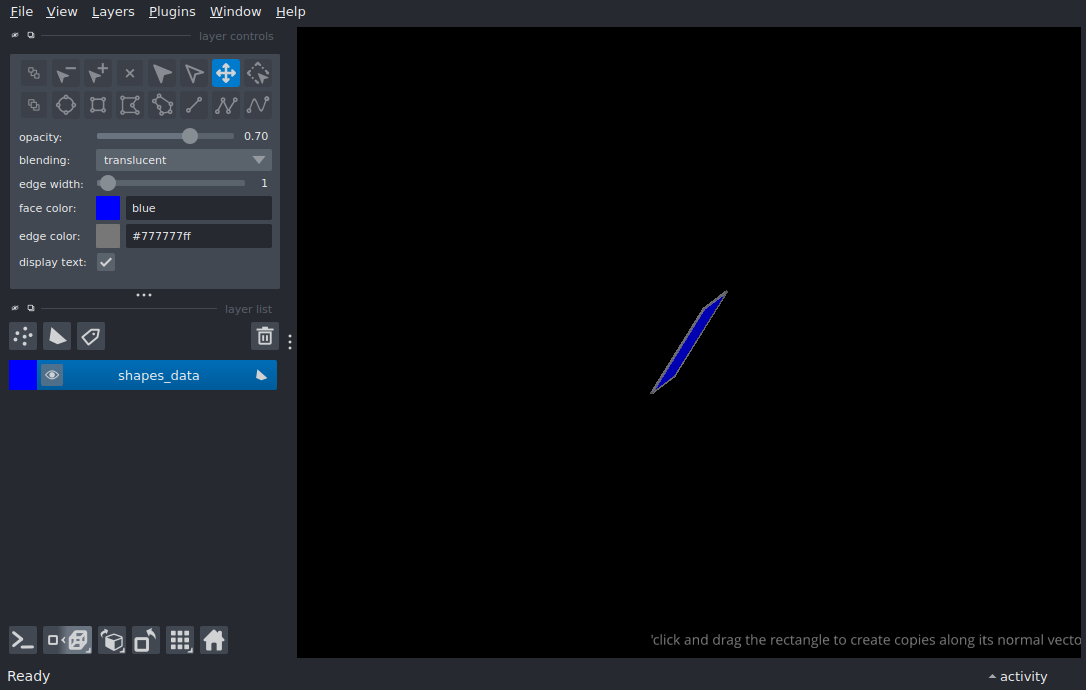 File View Layers Plugins Window Help
layer controls
opacity: 0.70
blending: translucent
edge width: 1
face color: blue
edge color: #777777ff
display text:
layer list
shapes_data
'click and drag the rectangle to create copies along its normal vecto
Ready
activity